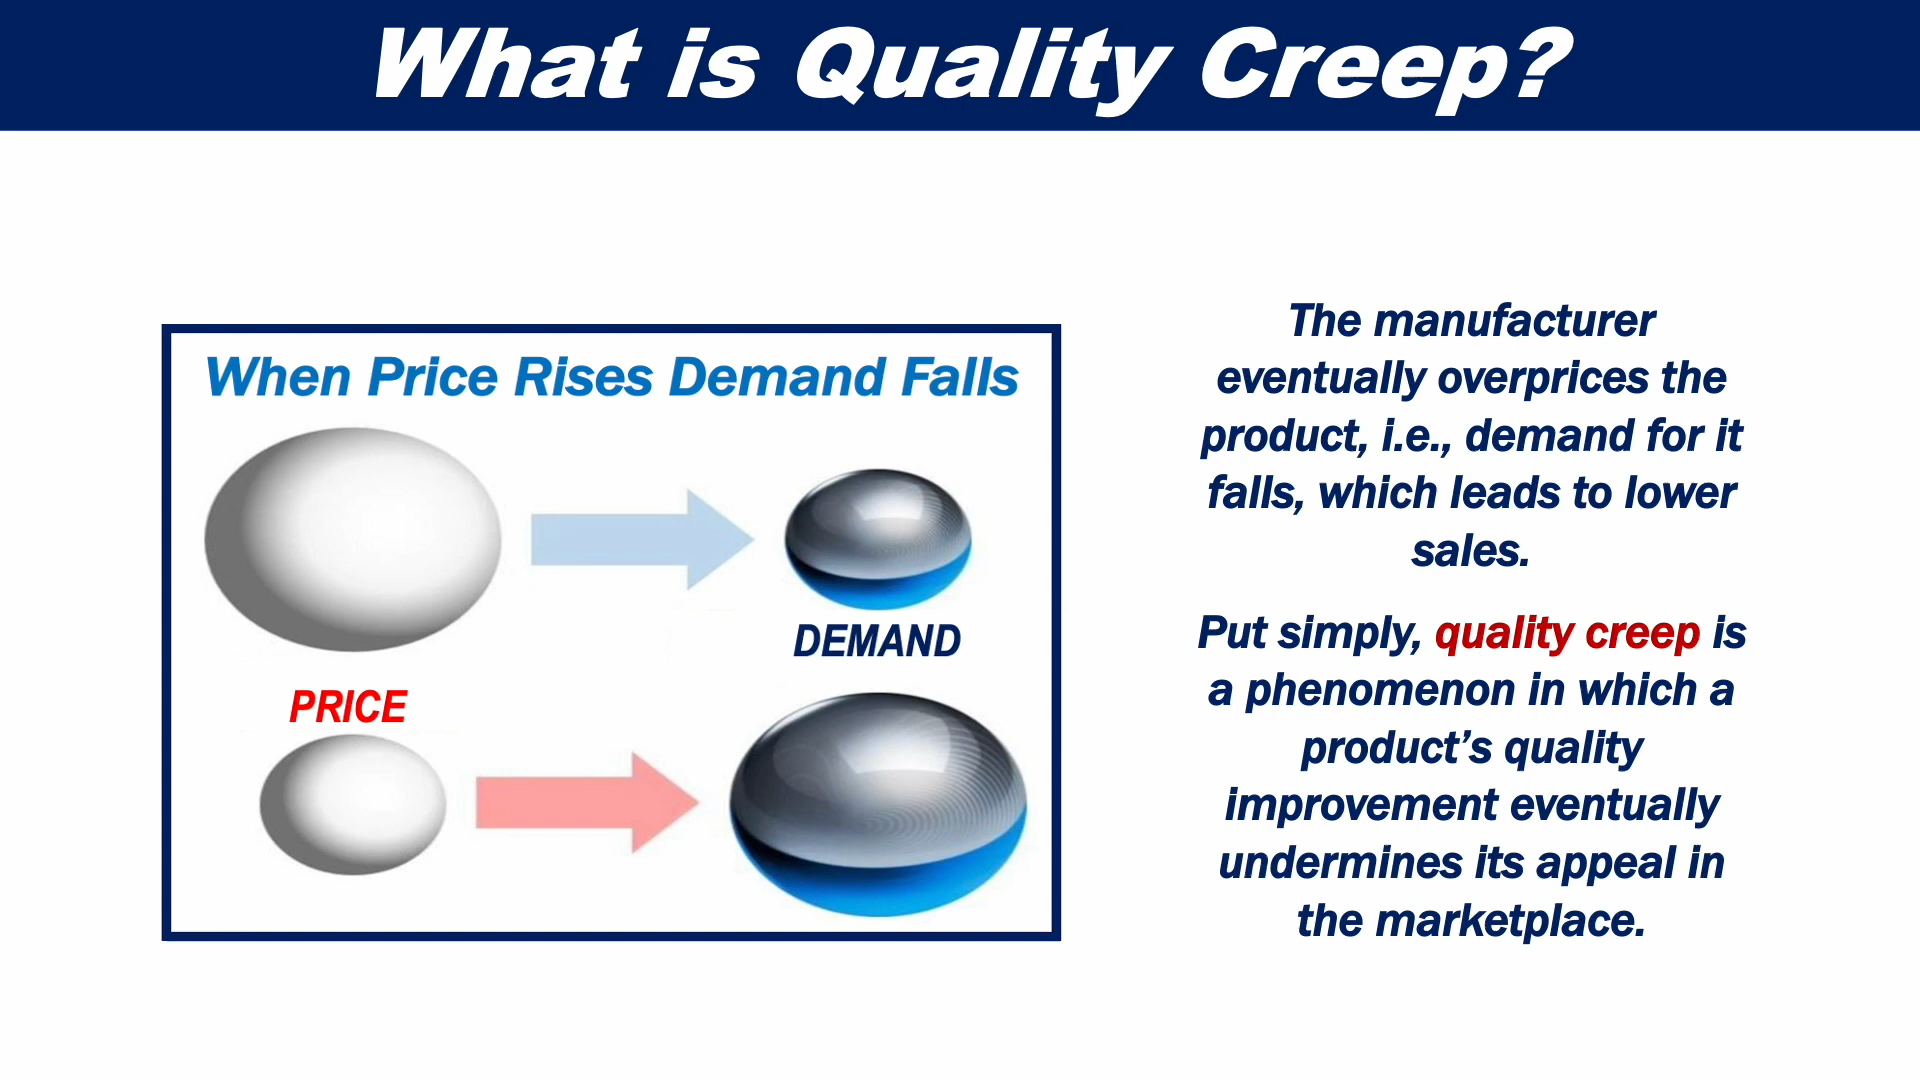 What is Quality Creep?
When Price Rises Demand Falls
DEMAND
PRICE
The manufacturer
eventually overprices the
product, i.e., demand for it
falls, which leads to lower
sales.
Put simply, quality creep is
a phenomenon in which a
product’s quality
improvement eventually
undermines its appeal in
the marketplace.